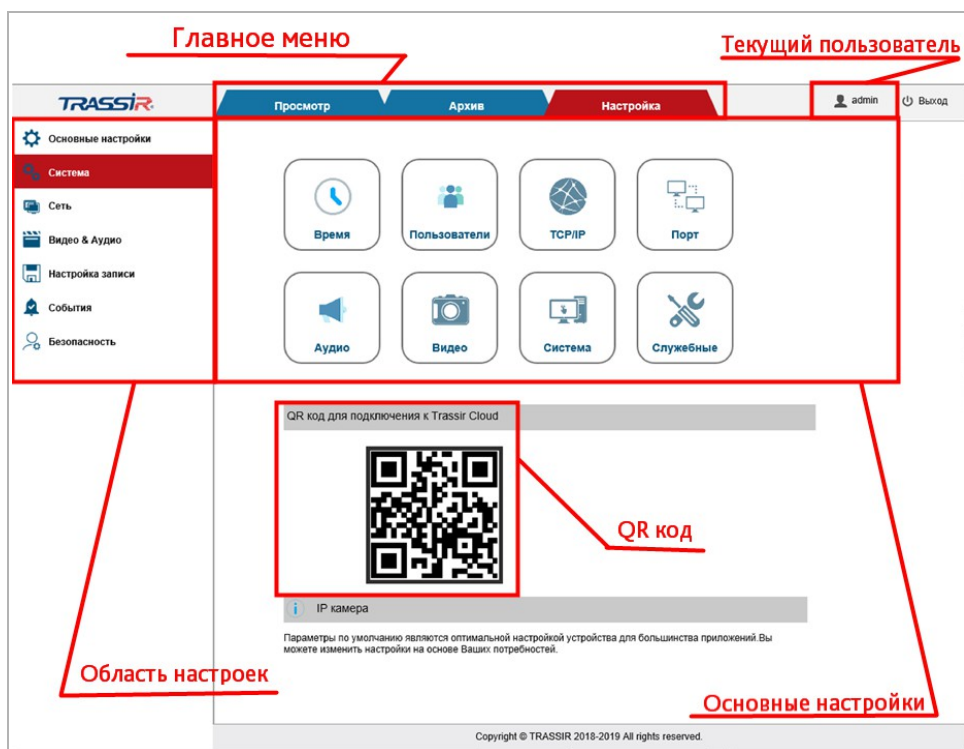 Главное меню
Текущий пользователь
TRASSIR
Просмотр
Архив
Настройка
admin
Выход
Основные настройки
Система
Сеть
Видео & Аудио
Настройка записи
События
Безопасность
Время
Пользователи
TCP/IP
Порт
Аудио
Видео
Система
Служебные
QR код для подключения к Trassir Cloud
QR код
i IP камера
Параметры по умолчанию являются оптимальной настройкой устройства для большинства приложений.Вы
можете изменить настройки на основе Ваших потребностей.
Область настроек
Основные настройки
Copyright © TRASSIR 2018-2019 All rights reserved.